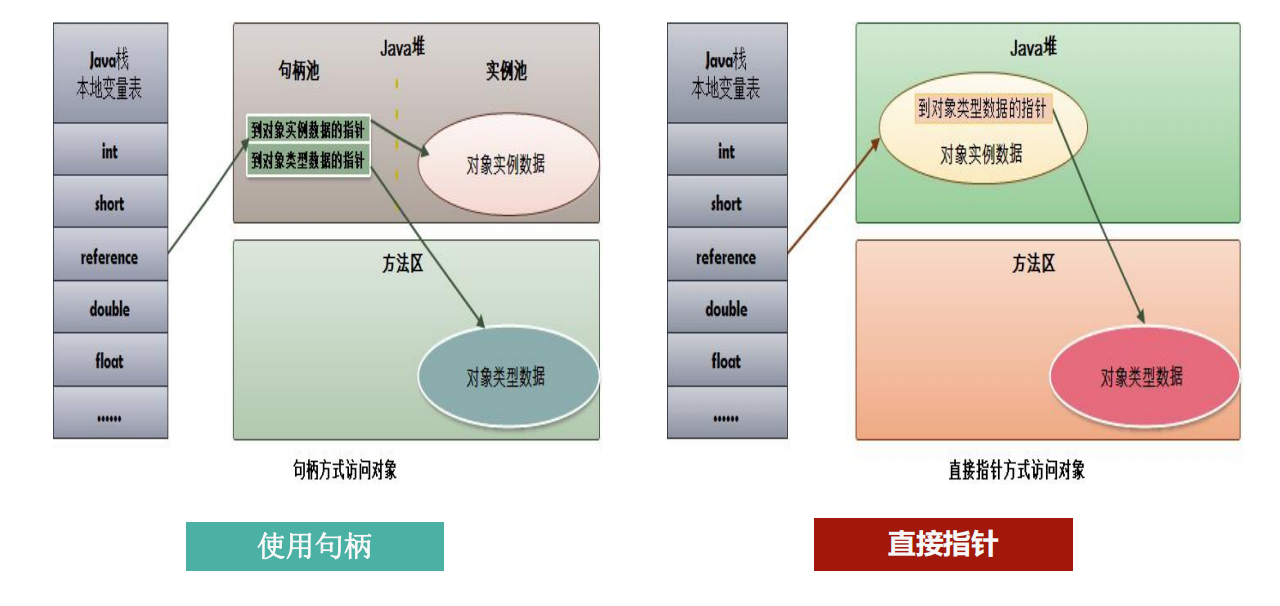 Java栈
本地变量表
int
short
reference
double
float
......
Java堆
句柄池
实例池
到对象实例数据的指针
到对象类型数据的指针
对象实例数据
方法区
对象类型数据
句柄方式访问对象
使用句柄
Java栈
本地变量表
int
short
reference
double
float
......
Java堆
到对象类型数据的指针
对象实例数据
方法区
对象类型数据
直接指针方式访问对象
直接指针